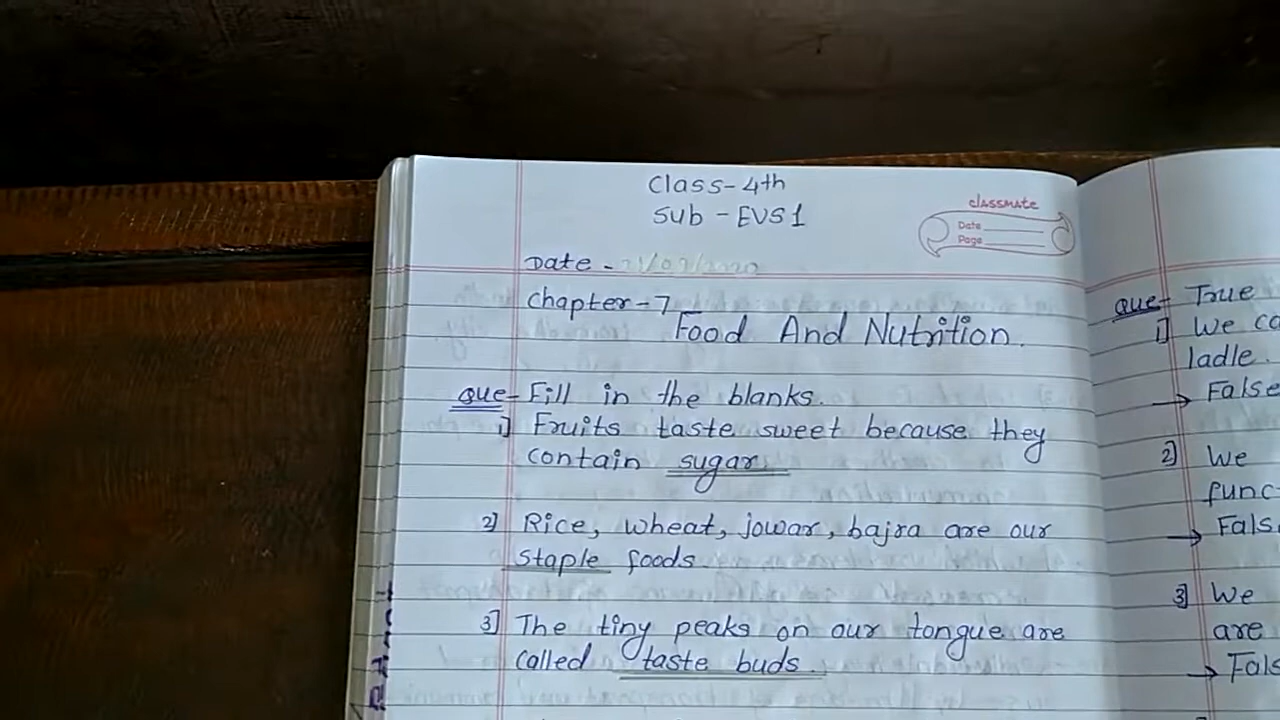 Class-4th
Sub - EVS1
classmate
Date
Page
Date -
Chapter-7
Food And Nutrition.
Que- Fill in the blanks.
1] Fruits taste sweet because they
contain sugar.
2] Rice, wheat, jowar, bajra are our
staple foods.
3] The tiny peaks on our tongue are
called taste buds.
Que- True
1] We co
ladle.
→ False
2] We
func-
→ Fals
3] We
are
→ Fals